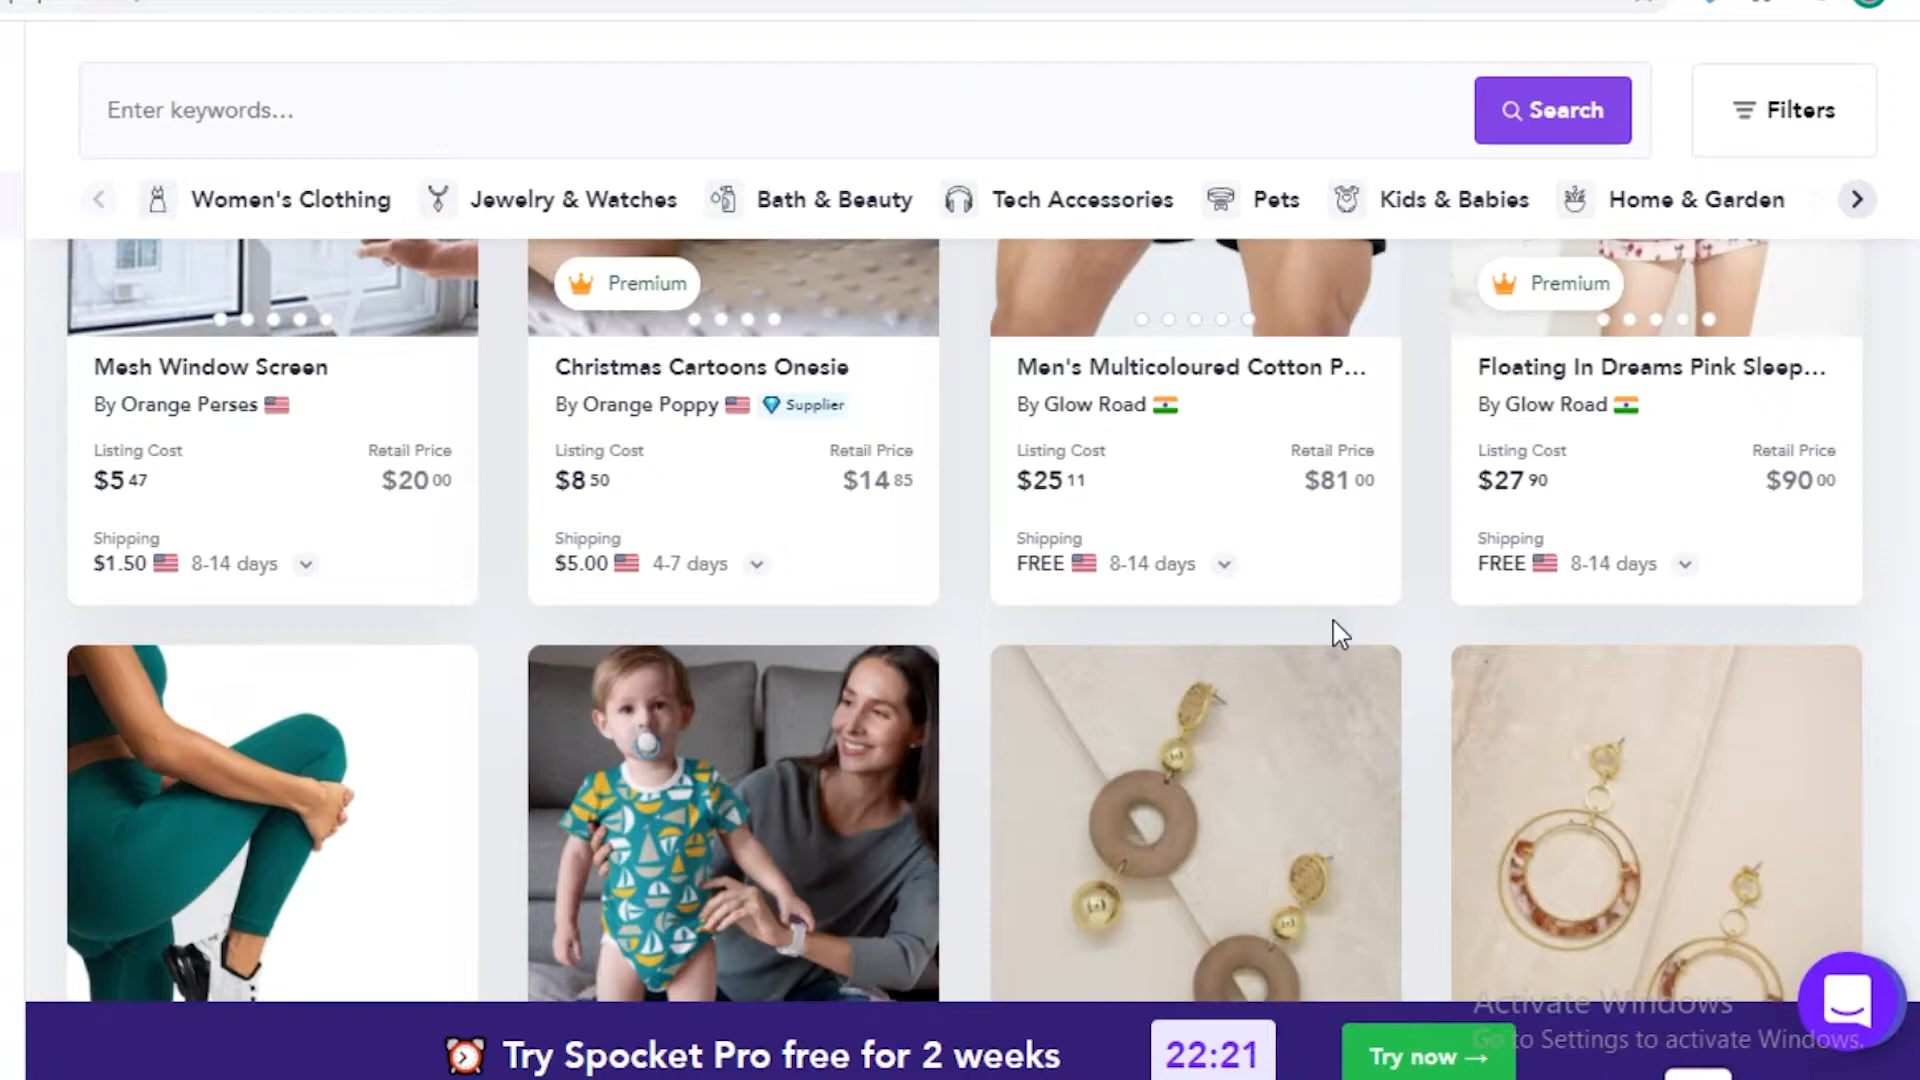 Enter keywords...
Search
Filters
Women's Clothing
Jewelry & Watches
Bath & Beauty
Tech Accessories
Pets
Kids & Babies
Home & Garden
Premium
Premium
Mesh Window Screen
By Orange Perses
Listing Cost
Retail Price
$5 47
$20 00
Shipping
$1.50
8-14 days
Christmas Cartoons Onesie
By Orange Poppy
Supplier
Listing Cost
Retail Price
$8 50
$14 85
Shipping
$5.00
4-7 days
Men's Multicoloured Cotton P...
By Glow Road
Listing Cost
Retail Price
$25 11
$81 00
Shipping
FREE
8-14 days
Floating In Dreams Pink Sleep...
By Glow Road
Listing Cost
Retail Price
$27 90
$90 00
Shipping
FREE
8-14 days
Try Spocket Pro free for 2 weeks
22:21
Try now →
Activate Windows
Go to Settings to activate Windows.